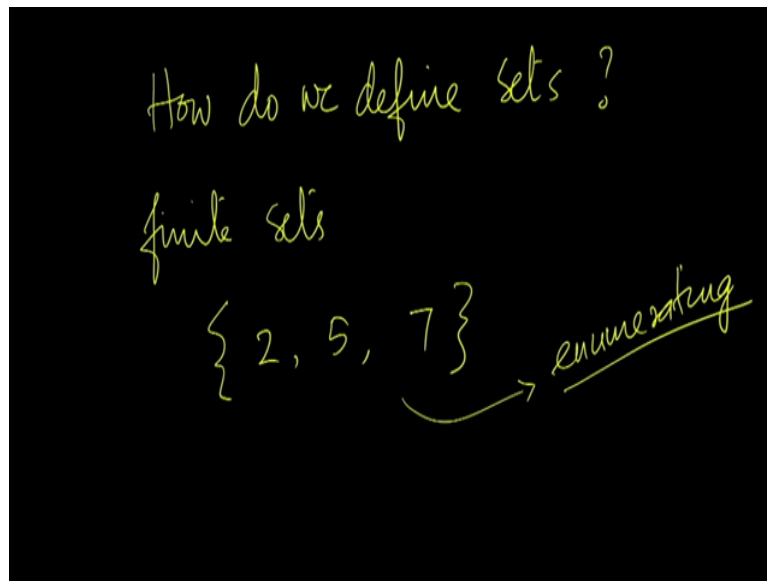 How do we define sets ?
finite sets
{ 2, 5, 7 }
enumerating